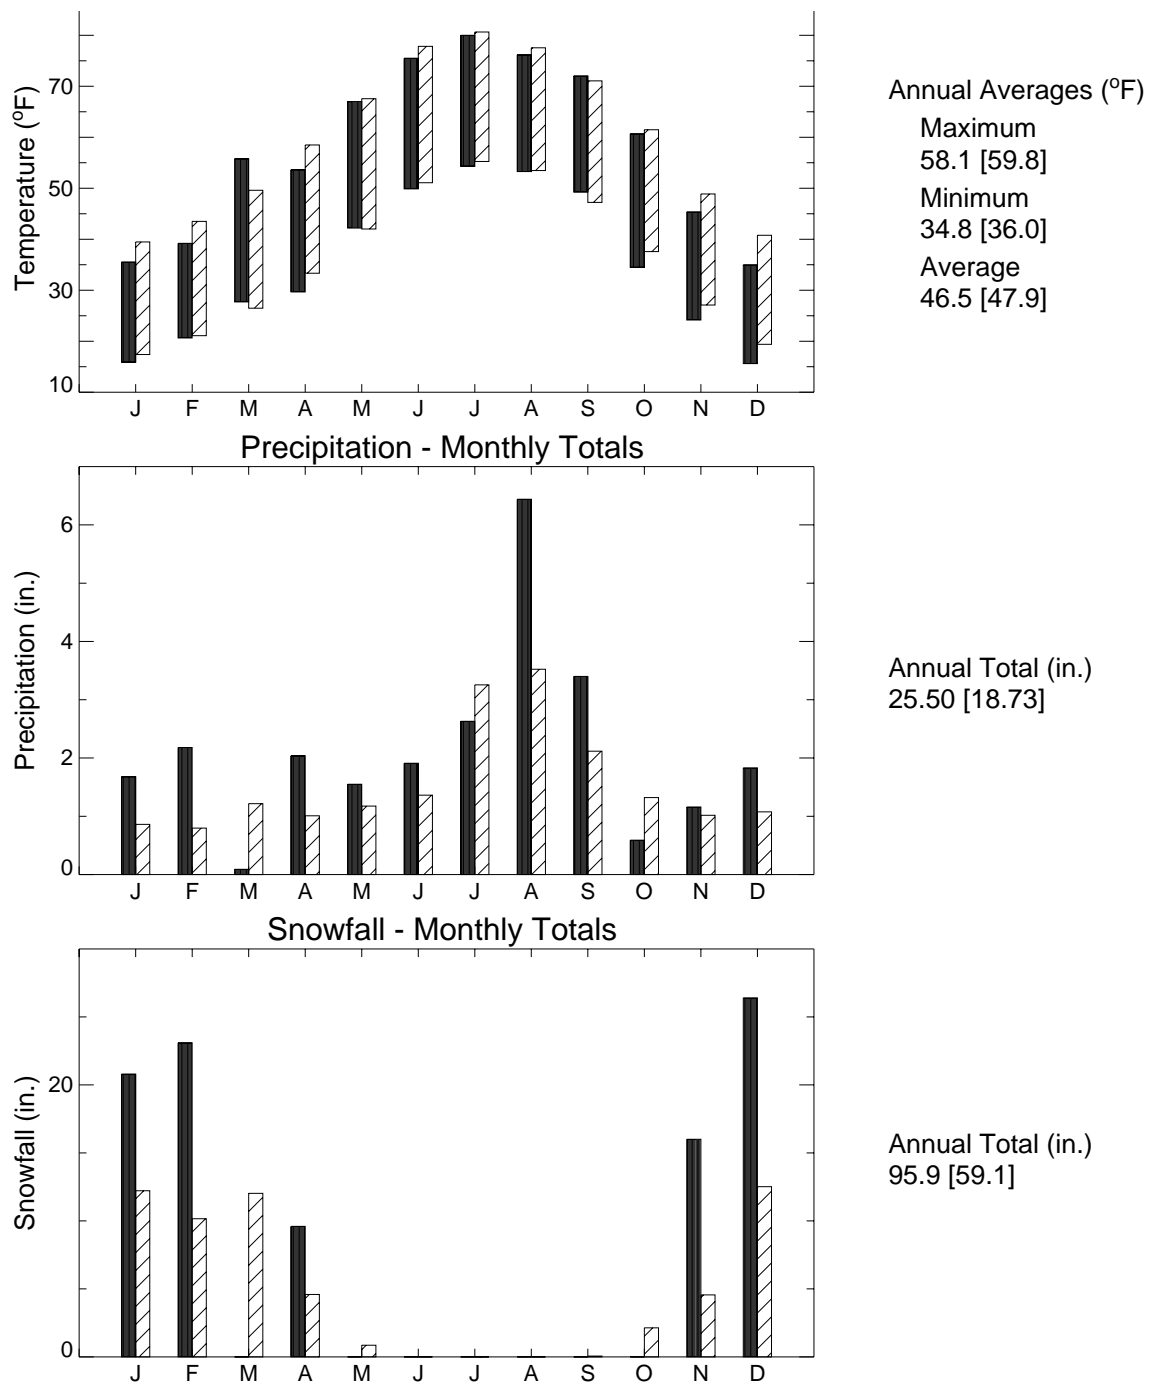 Temperature (°F)
70
50
30
10
J F M A M J J A S O N D
Annual Averages (°F)
Maximum
58.1 [59.8]
Minimum
34.8 [36.0]
Average
46.5 [47.9]
Precipitation - Monthly Totals
Precipitation (in.)
6
4
2
0
J F M A M J J A S O N D
Annual Total (in.)
25.50 [18.73]
Snowfall - Monthly Totals
Snowfall (in.)
20
0
J F M A M J J A S O N D
Annual Total (in.)
95.9 [59.1]